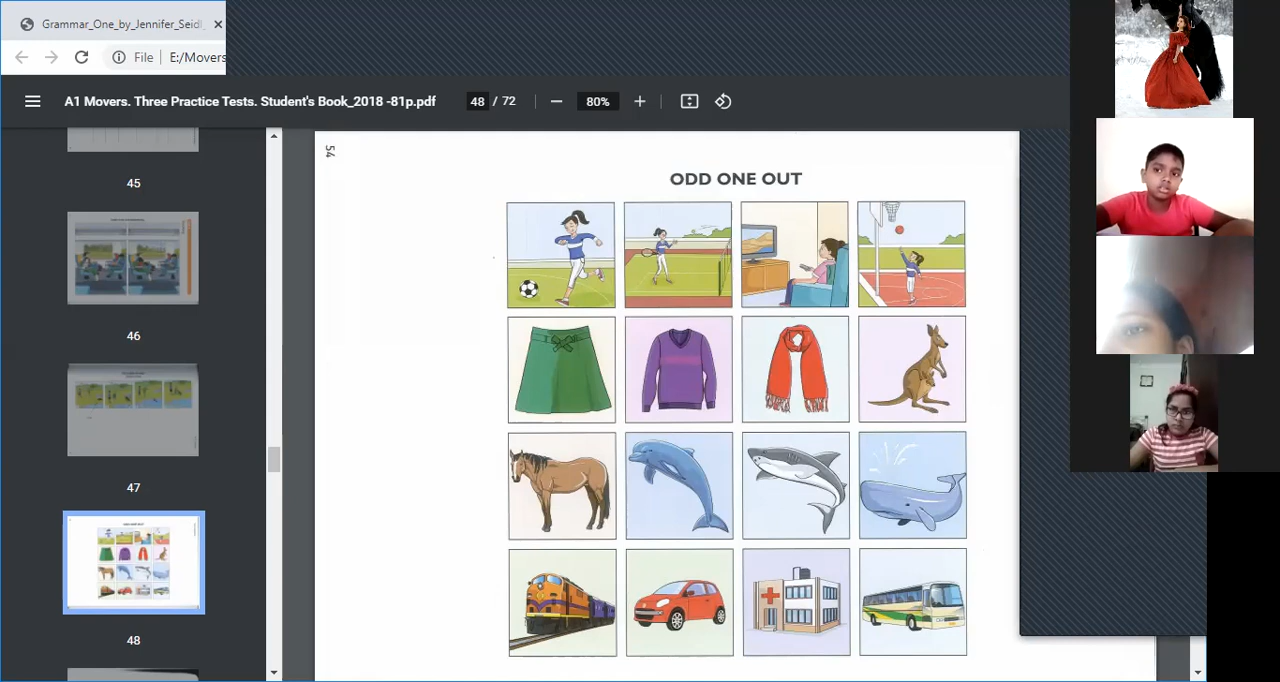 Grammar_One_by_Jennifer_Seidl_
File
E:/Movers
A1 Movers. Three Practice Tests. Student's Book_2018 -81p.pdf
48 / 72
80%
45
46
47
48
54
ODD ONE OUT